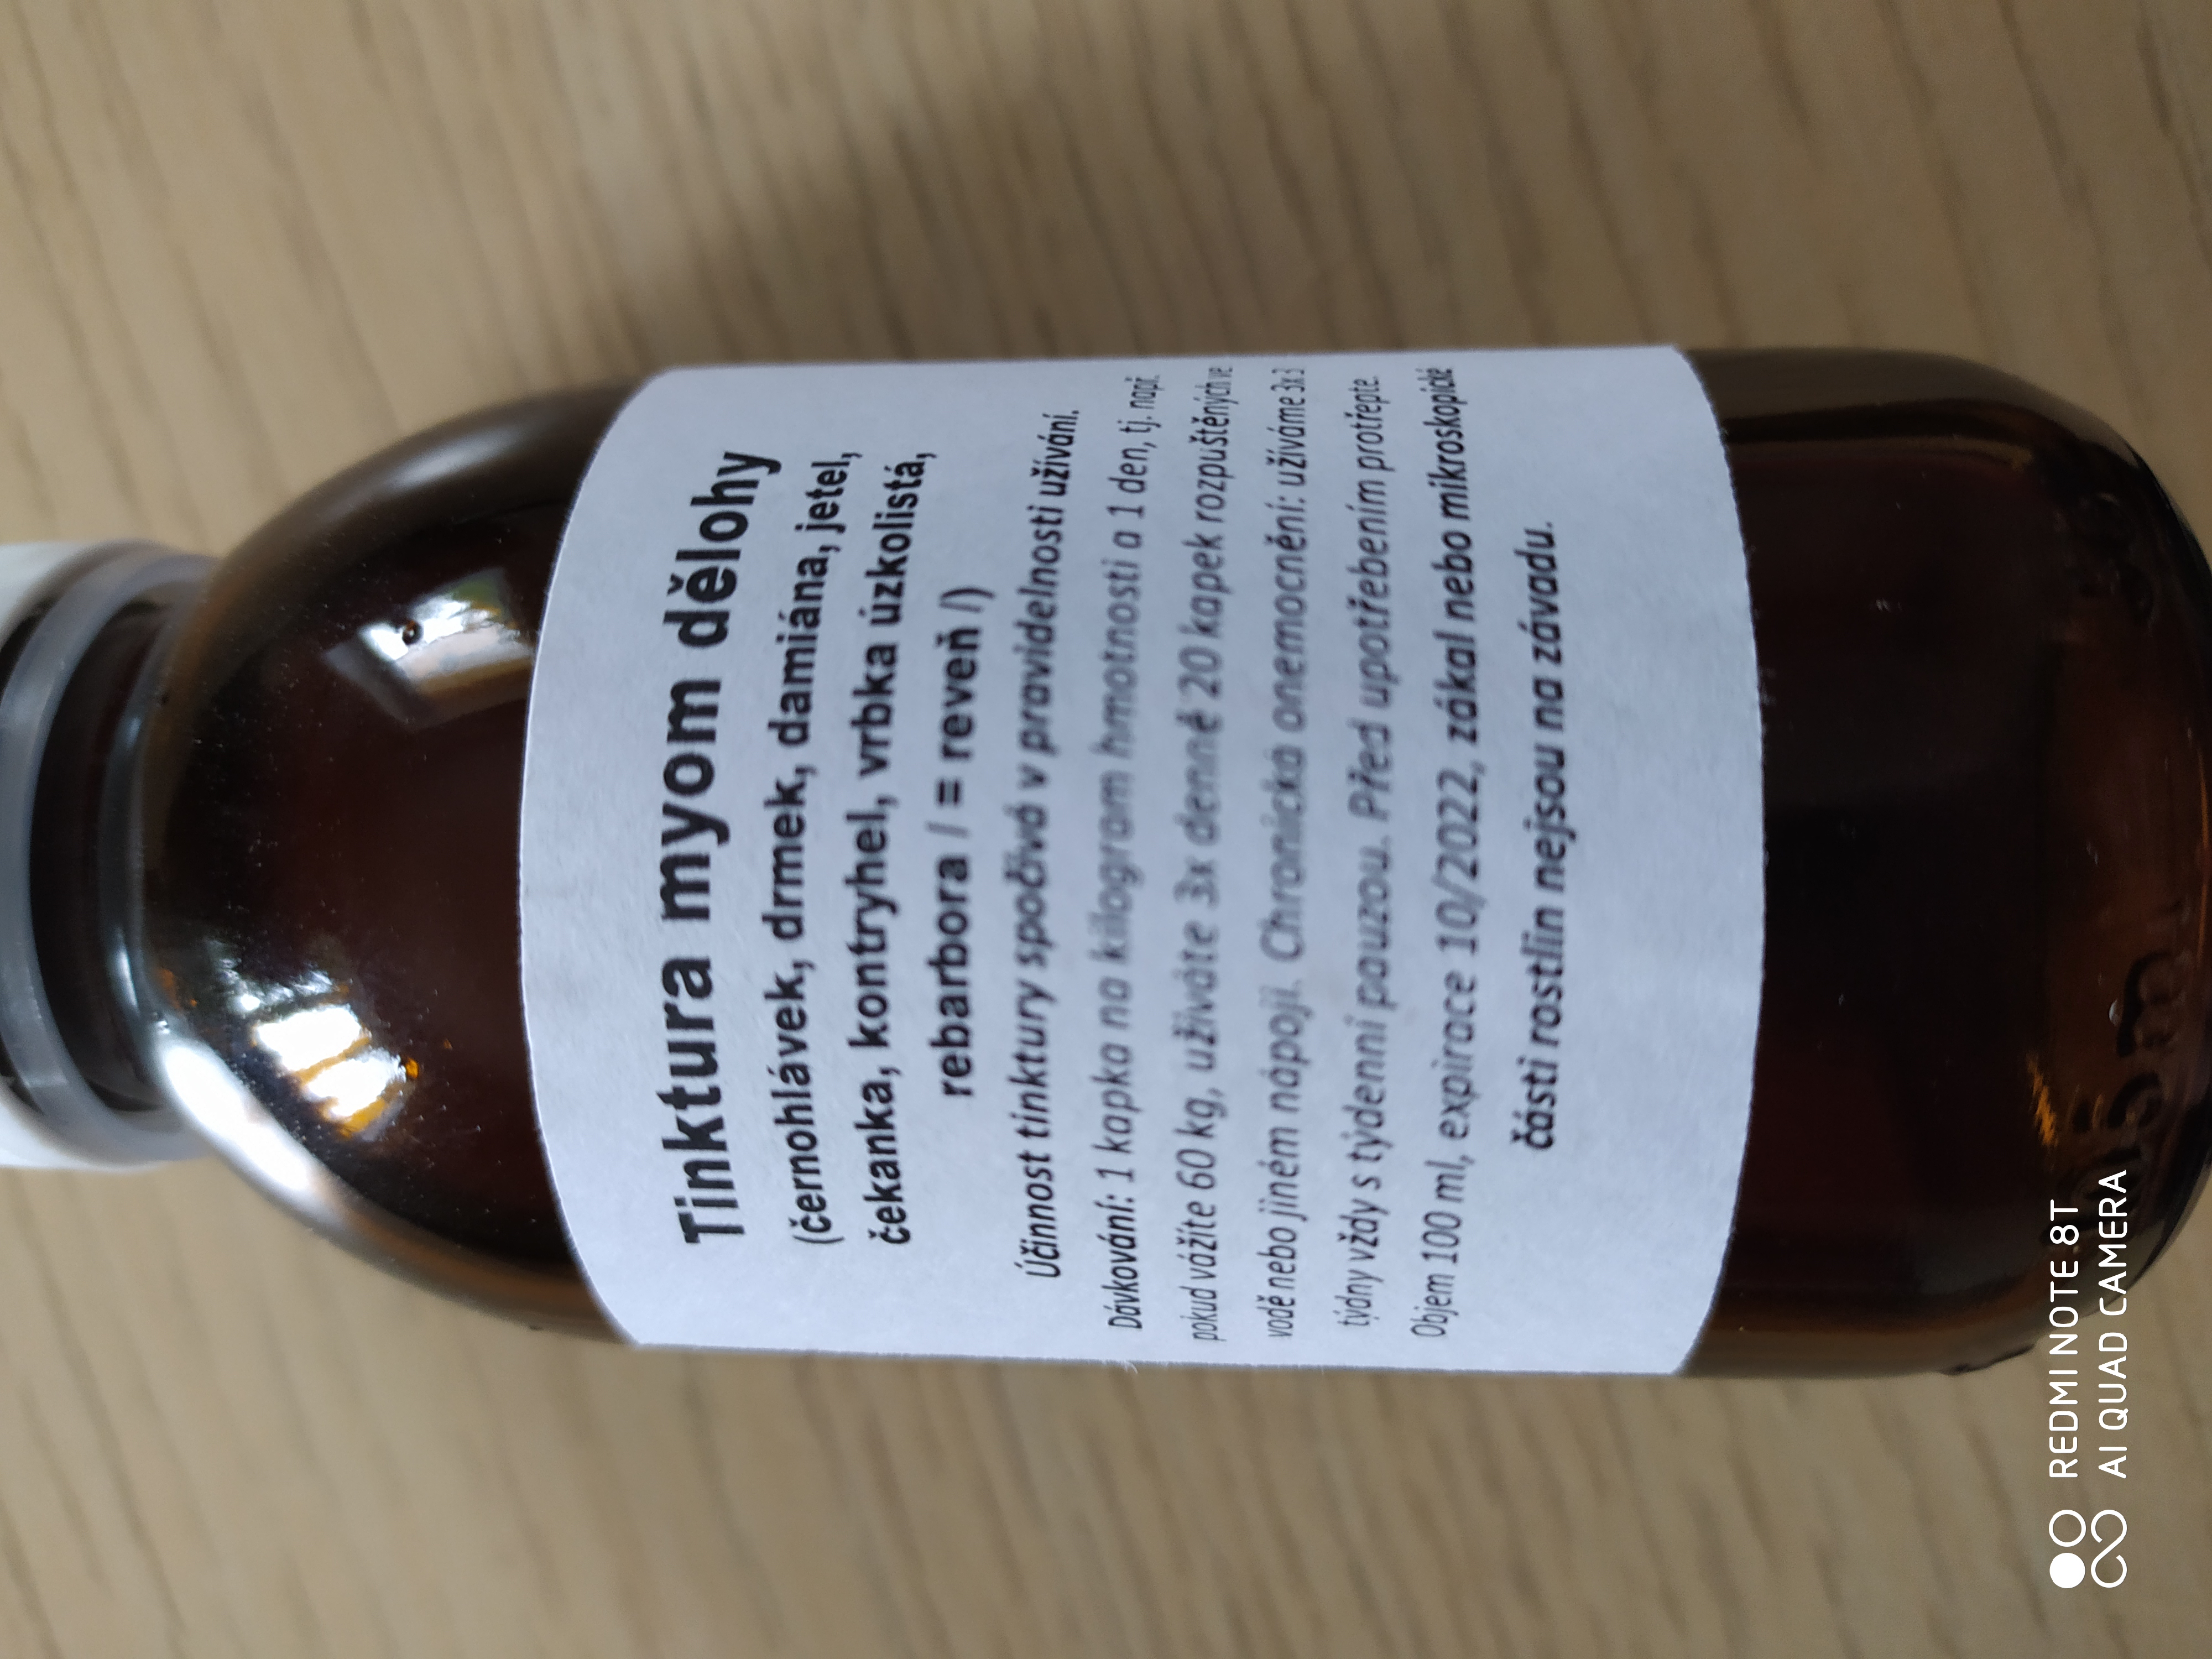 Tinktura myom dělohy
(černohlávek, drmek, damiána, jetel,
čekanka, kontryhel, vrbka úzkolistá,
rebarbora / = reveň /)
Účinnost tinktury spočívá v pravidelnosti užívání.
Dávkování: 1 kapka na kilogram hmotnosti a 1 den, tj. např.
pokud vážíte 60 kg, užíváte 3x denně 20 kapek rozpuštěných ve
vodě nebo jiném nápoji. Chronická onemocnění: užíváme 3x3
týdny vždy s týdenní pauzou. Před upotřebením protřepte.
Objem 100 ml, expirace 10/2022, zákal nebo mikroskopické
části rostlin nejsou na závadu.
REDMI NOTE 8T
AI QUAD CAMERA